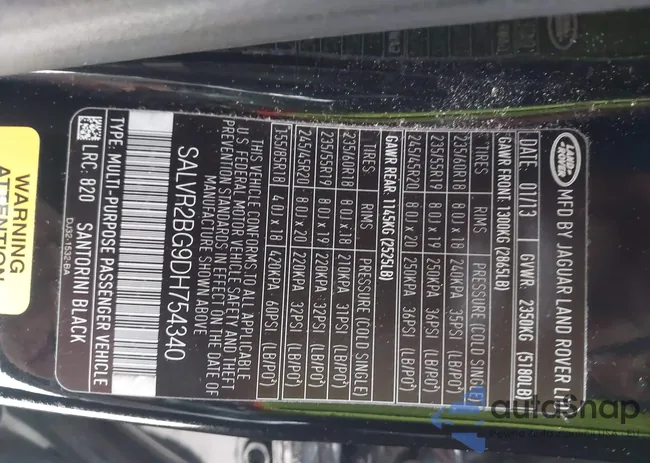 LAND ROVER
MFD BY JAGUAR LAND ROVER
DATE: 01/13 GVWR: 2350KG (5180LB)
GAWR FRONT: 1300KG (2865LB)
TIRES RIMS PRESSURE (COLD SINGLE)
235/60R18 8.0J x 18 240KPA 35PSI (LB/PO²)
235/55R19 8.0J x 19 250KPA 36PSI (LB/PO²)
245/45R20 8.0J x 20 250KPA 36PSI (LB/PO²)
GAWR REAR: 1145KG (2525LB)
TIRES RIMS PRESSURE (COLD SINGLE)
235/60R18 8.0J x 18 210KPA 31PSI (LB/PO²)
235/55R19 8.0J x 19 220KPA 32PSI (LB/PO²)
245/45R20 8.0J x 20 220KPA 32PSI (LB/PO²)
155/85R18 4.0J x 18 420KPA 60PSI (LB/PO²)
THIS VEHICLE CONFORMS TO ALL APPLICABLE
U S FEDERAL MOTOR VEHICLE SAFETY AND THEFT
PREVENTION STANDARDS IN EFFECT ON THE DATE OF
MANUFACTURE SHOWN ABOVE
SALVR2BG9DH754340
TYPE: MULTI-PURPOSE PASSENGER VEHICLE
LRC: 820 SANTORINI BLACK
DJ32-1532-BA
WARNING
ATTENTION
autoSnap